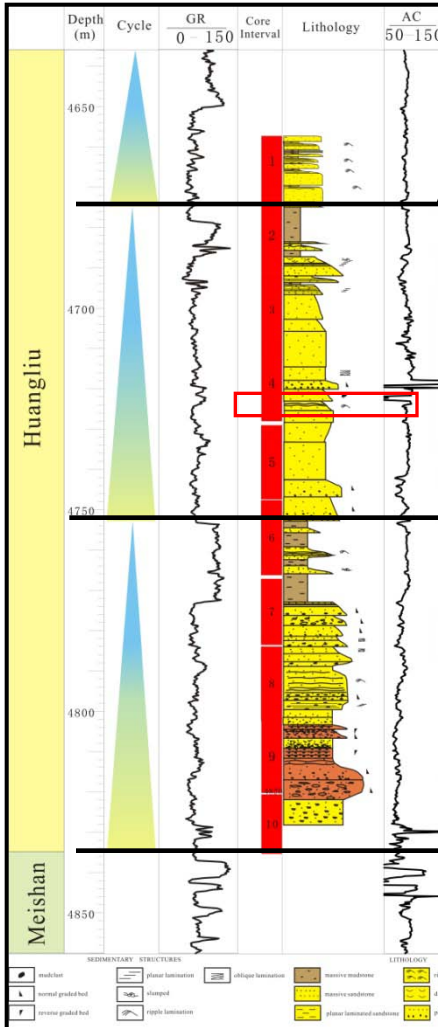 Depth
(m)
Cycle
GR
0—150
Core
Interval
Lithology
AC
50—150
Huangliu
Meishan
4650
4700
4750
4800
4850
1
2
3
4
5
6
7
8
9
10
SEDIMENTARY STRUCTURES
LITHOLOGY
mudclast
planar lamination
oblique lamination
massive mudstone
normal graded bed
slumped
massive sandstone
reverse graded bed
ripple lamination
planar laminated sandstone